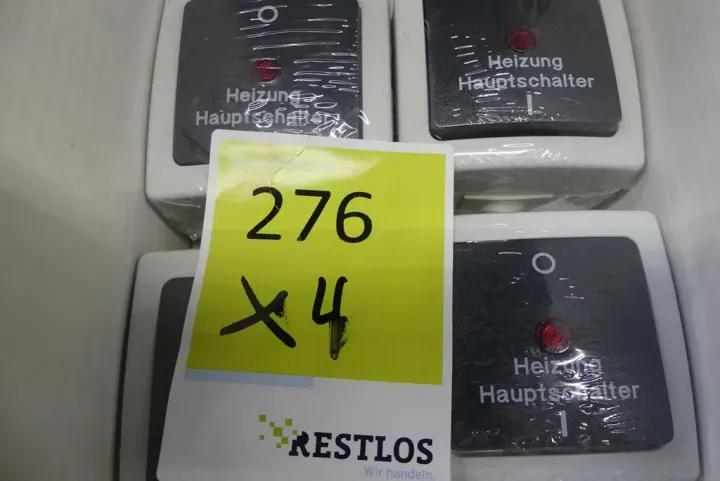 O
Heizung
Hauptschalter
I
Heizung
Hauptschalter
276
X4
O
Heizung
Hauptschalter
I
RESTLOS
Wir handeln.